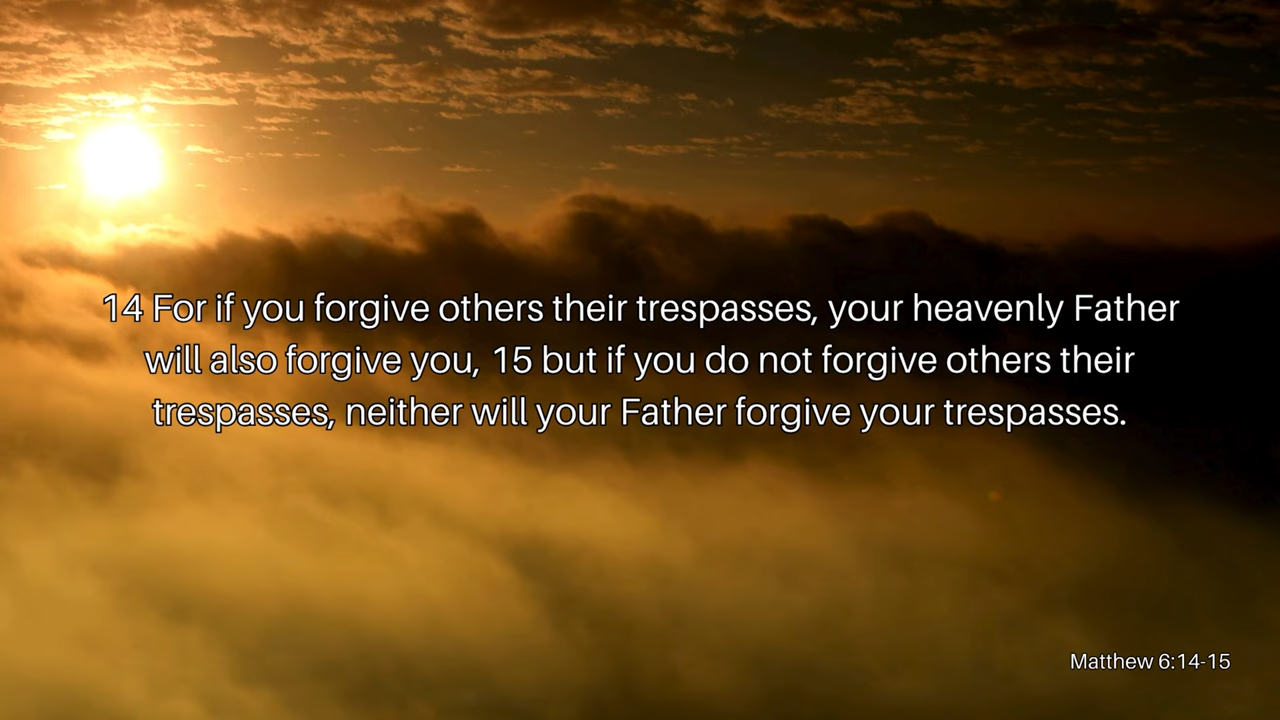 14 For if you forgive others their trespasses, your heavenly Father
will also forgive you, 15 but if you do not forgive others their
trespasses, neither will your Father forgive your trespasses.
Matthew 6:14-15